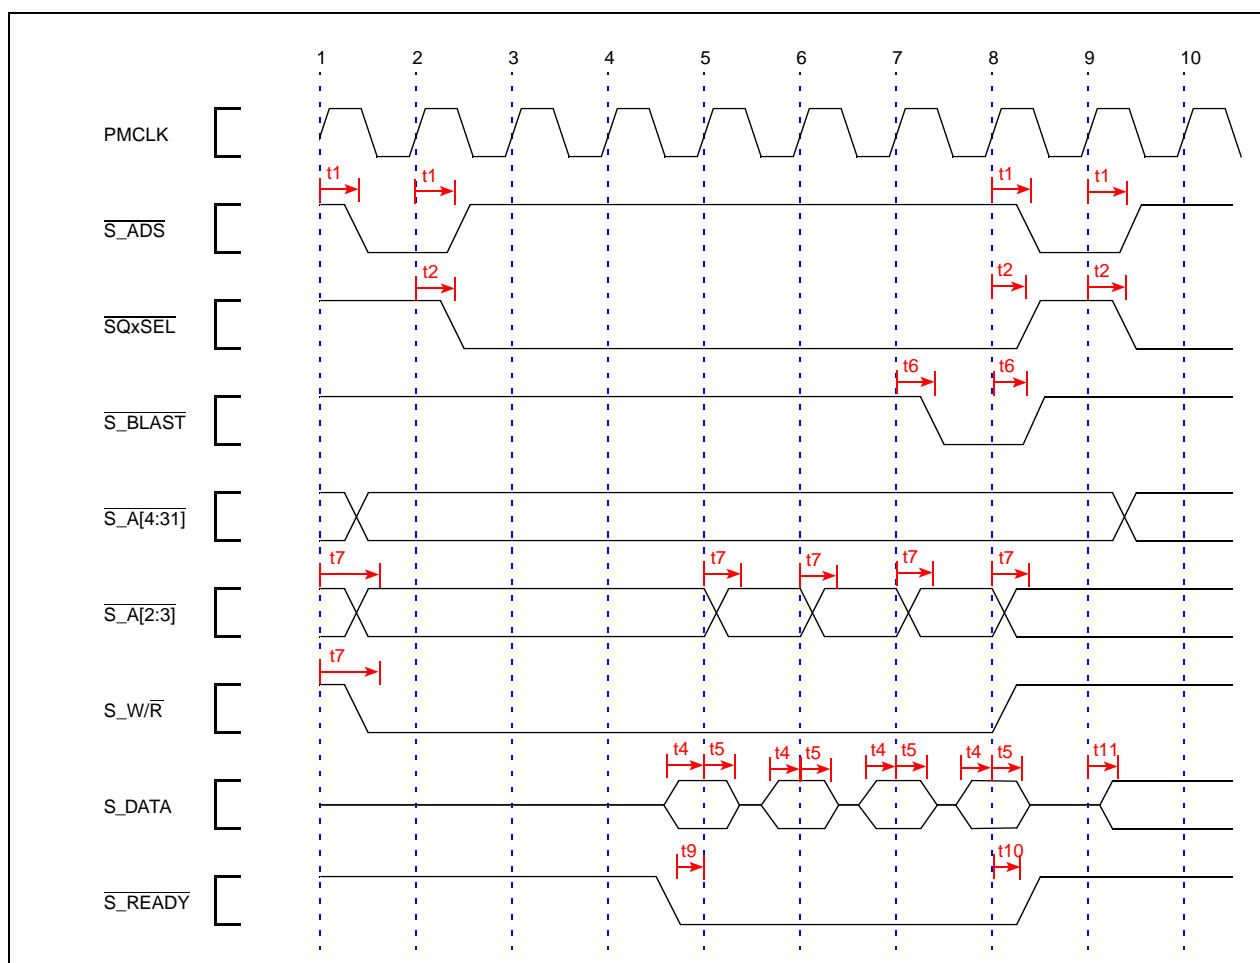 1 2 3 4 5 6 7 8 9 10
PMCLK
t1 t1 t1 t1
S_ADS
t2 t2 t2
SQxSEL
t6 t6
S_BLAST
S_A[4:31]
t7 t7 t7 t7 t7
S_A[2:3]
t7
S_W/R
t4 t5 t4 t5 t4 t5 t4 t5 t11
S_DATA
t9 t10
S_READY